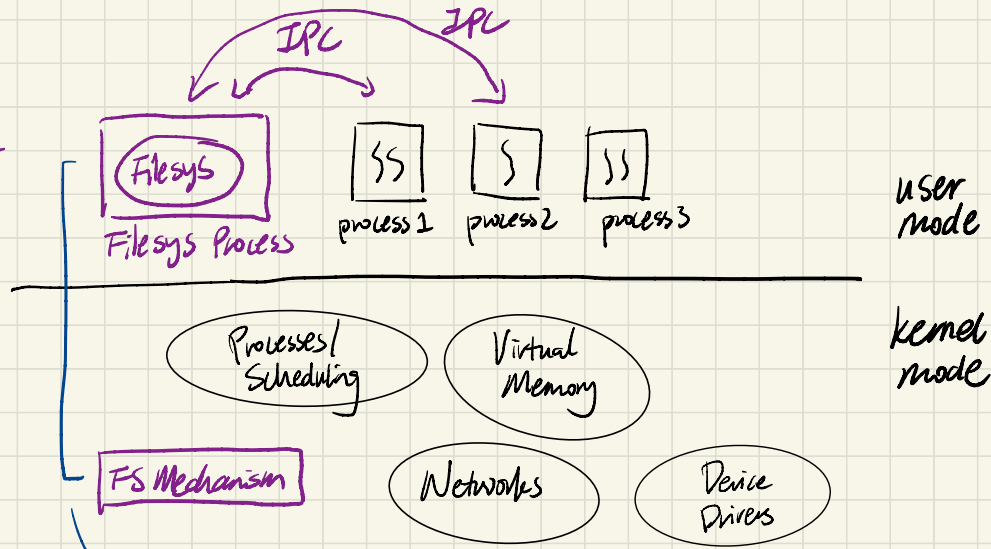 IPC
IPC
Filesys
Filesys Process
process 1
process 2
process 3
user
mode
kernel
mode
Processes/
Scheduling
Virtual
Memory
FS Mechanism
Networks
Device
Drivers